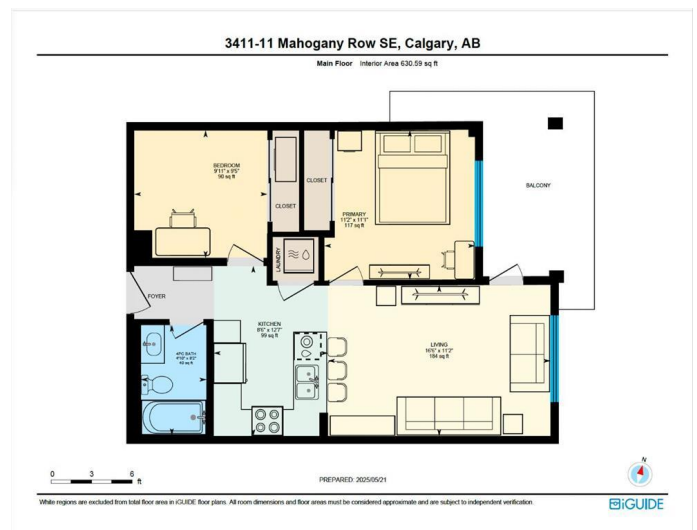 3411-11 Mahogany Row SE, Calgary, AB
Main Floor Interior Area 630.59 sq ft
BEDROOM
9'11" x 9'5"
90 sq ft
CLOSET
CLOSET
BALCONY
PRIMARY
11'2" x 11'1"
117 sq ft
LAUNDRY
FOYER
KITCHEN
8'6" x 12'7"
99 sq ft
LIVING
16'6" x 11'2"
184 sq ft
4PC BATH
N
0 3 6 ft
PREPARED: 2025/05/21
White regions are excluded from total floor area in iGUIDE floor plans. All room dimensions and floor areas must be considered approximate and are subject to independent verification.
iGUIDE